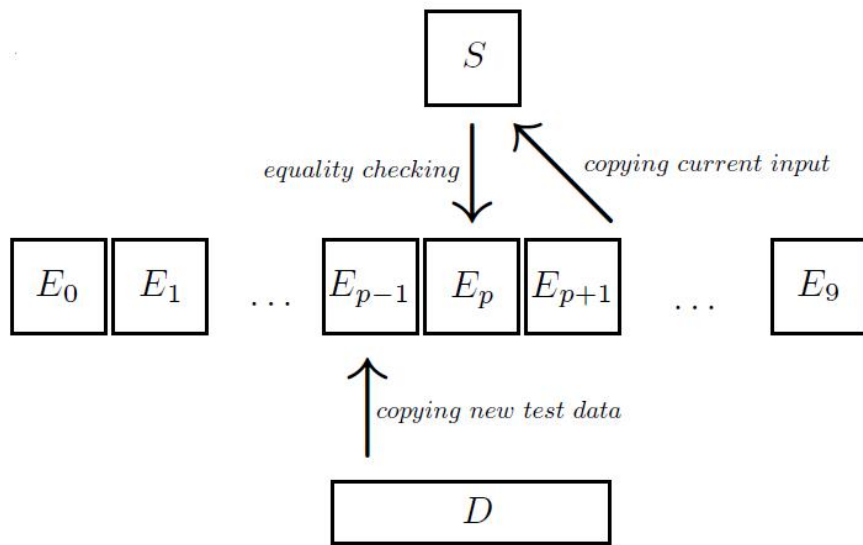 S
equality checking
copying current input
E₀ E₁ ... Eₚ₋₁ Eₚ Eₚ₊₁ ... E₉
copying new test data
D